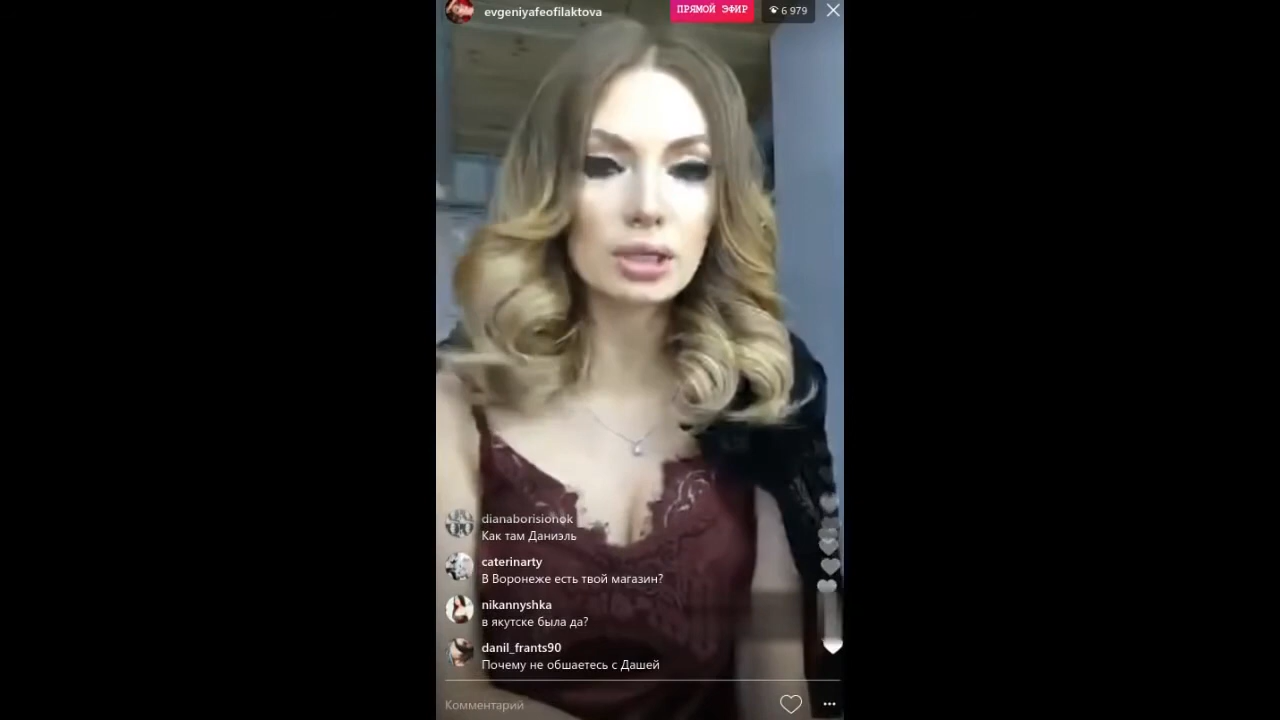 evgeniyafeofilaktova
ПРЯМОЙ ЭФИР
6 979
dianaborisionok
Как там Даниэль
caterinarty
В Воронеже есть твой магазин?
nikannyshka
в якутске была да?
danil_frants90
Почему не обшаетесь с Дашей
Комментарий